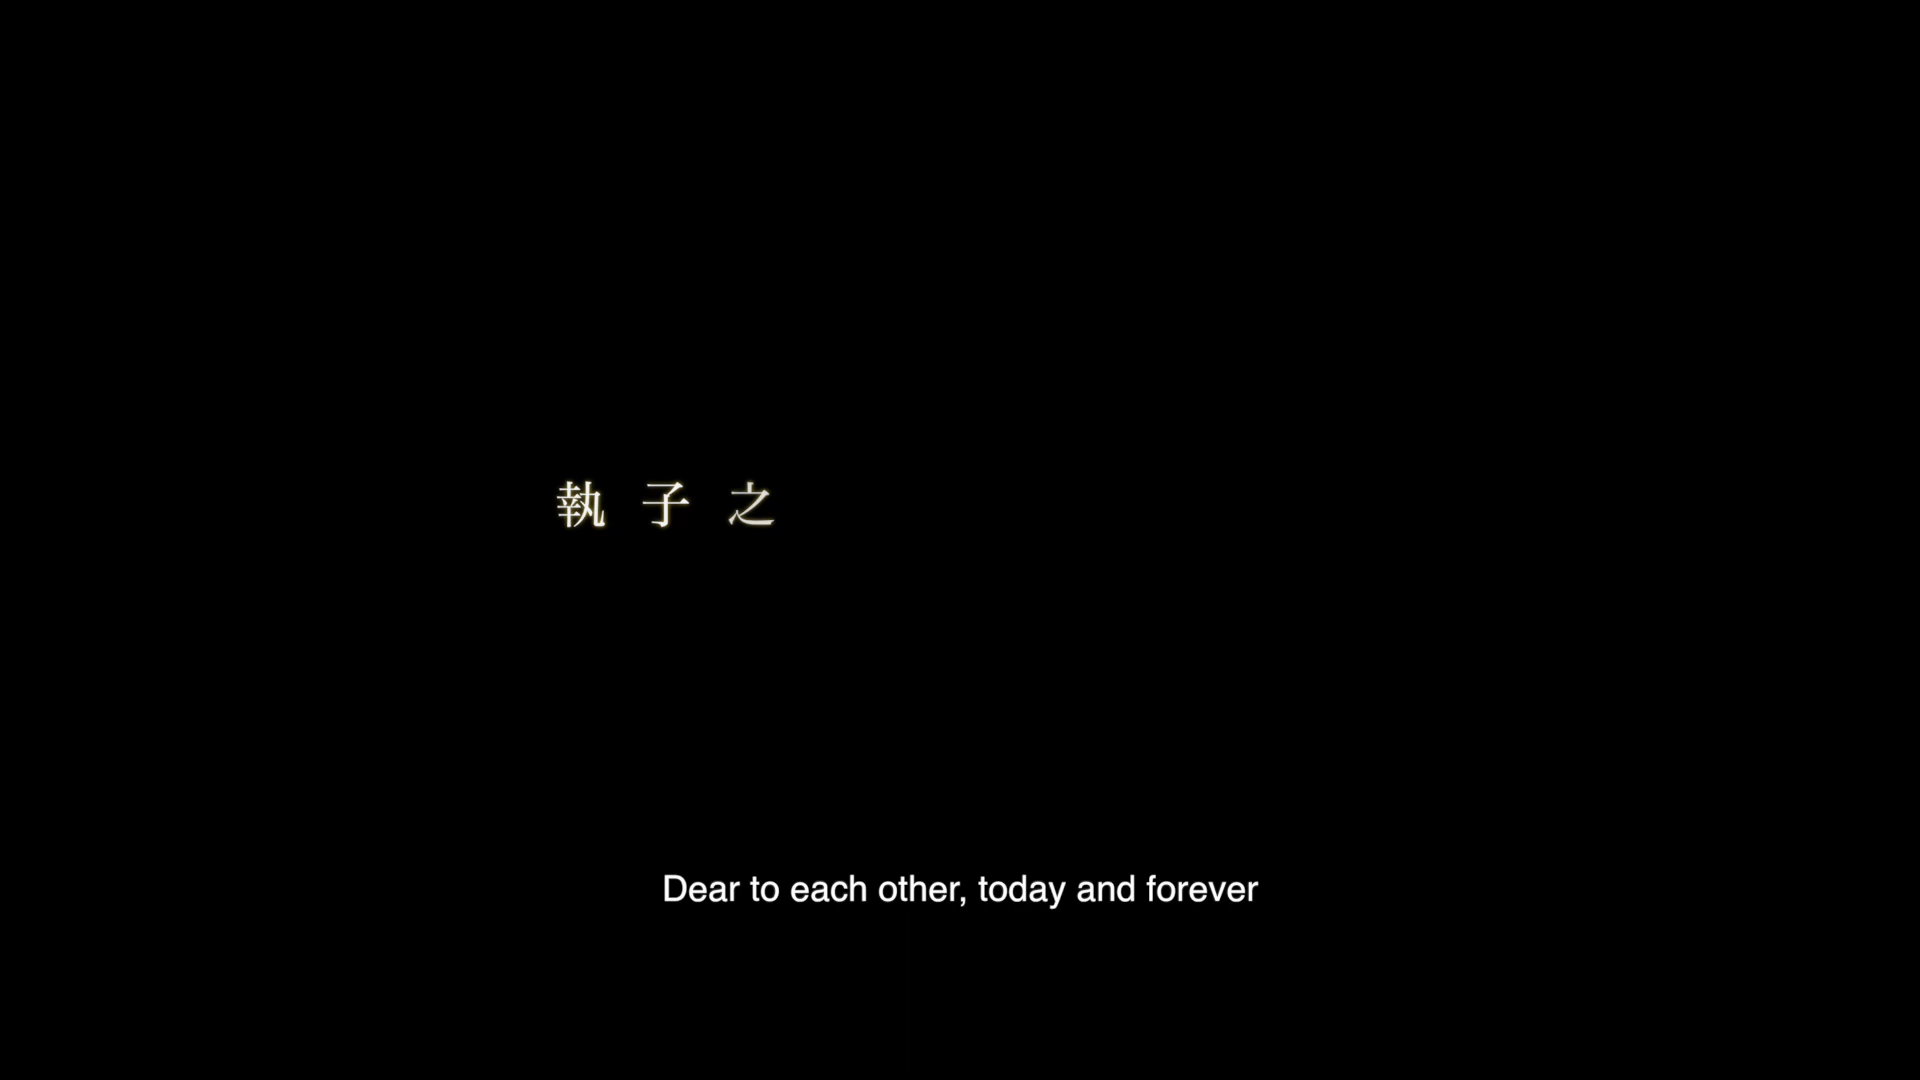 執子之
Dear to each other, today and forever